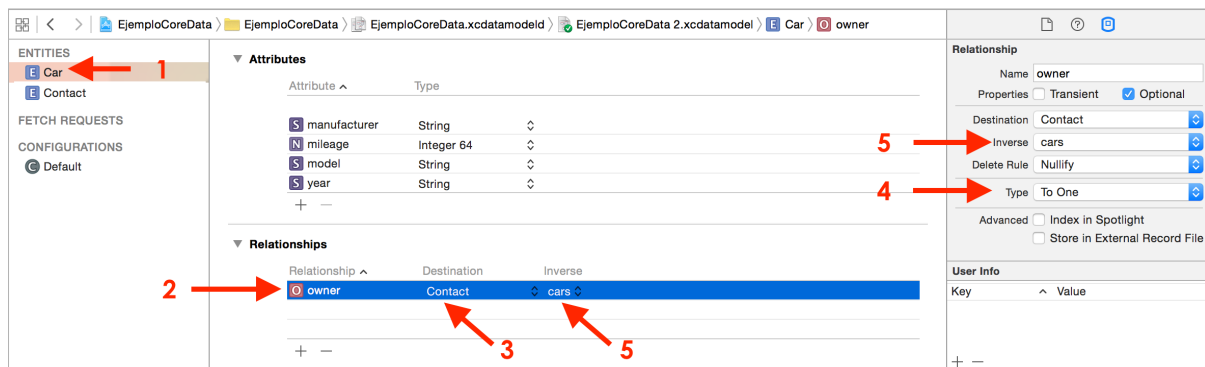 EjemploCoreData EjemploCoreData EjemploCoreData.xcdatamodeld EjemploCoreData 2.xcdatamodel E Car O owner
ENTITIES
E Car 1
E Contact
FETCH REQUESTS
CONFIGURATIONS
C Default
Attributes
Attribute Type
S manufacturer String
N mileage Integer 64
S model String
S year String
+ −
Relationships
Relationship Destination Inverse
2 O owner Contact cars
3 5
+ −
Relationship
Name owner
Properties Transient Optional
Destination Contact
5 Inverse cars
Delete Rule Nullify
4 Type To One
Advanced Index in Spotlight
Store in External Record File
User Info
Key Value
+ −